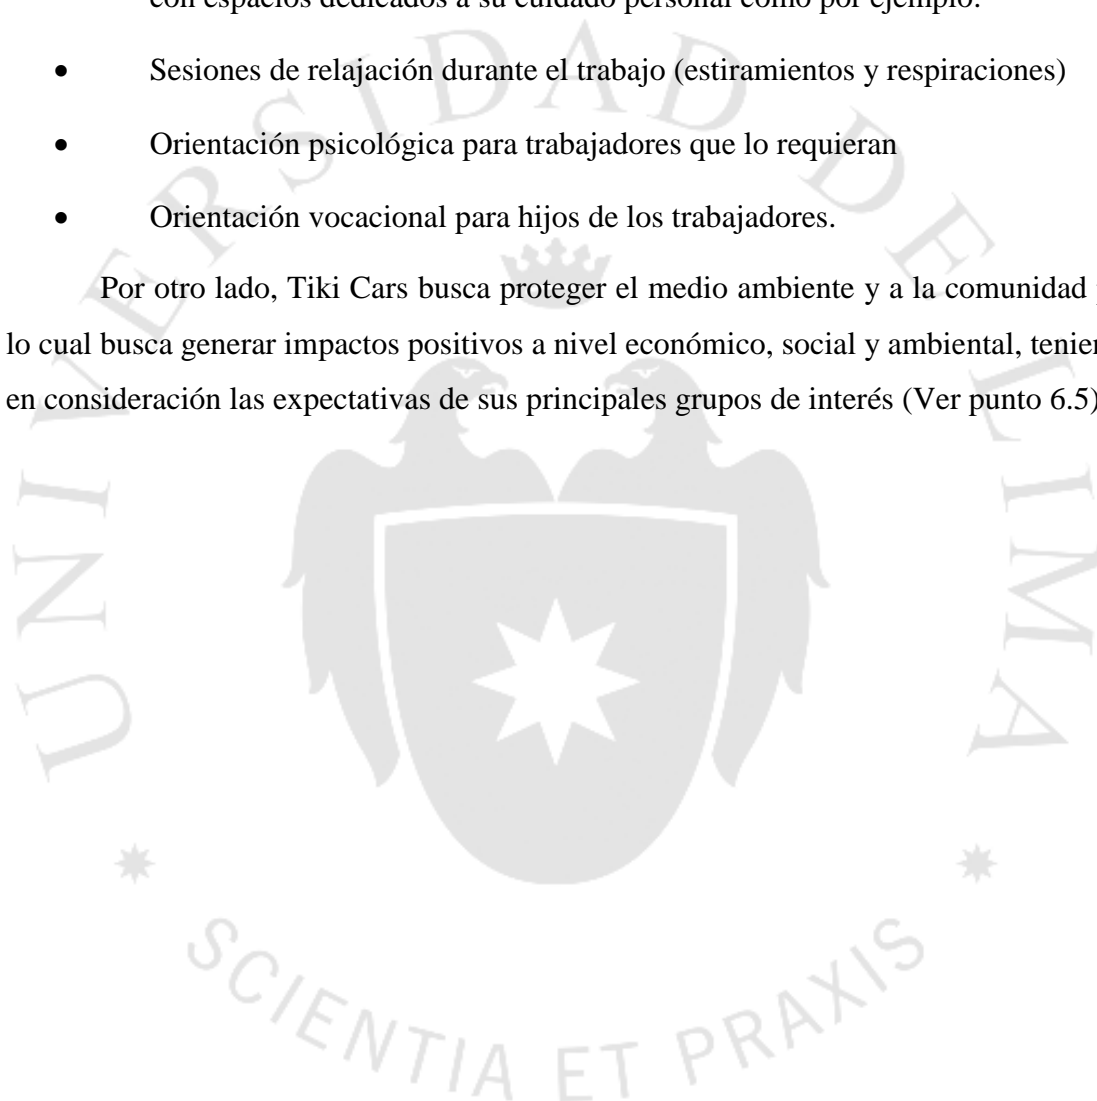 con espacios dedicados a su cuidado personal como por ejemplo:
• Sesiones de relajación durante el trabajo (estiramientos y respiraciones)
• Orientación psicológica para trabajadores que lo requieran
• Orientación vocacional para hijos de los trabajadores.
Por otro lado, Tiki Cars busca proteger el medio ambiente y a la comunidad
lo cual busca generar impactos positivos a nivel económico, social y ambiental,
en consideración las expectativas de sus principales grupos de interés (Ver punto 6.5)
UNIVERSIDAD DE LIMA
SCIENTIA ET PRAXIS